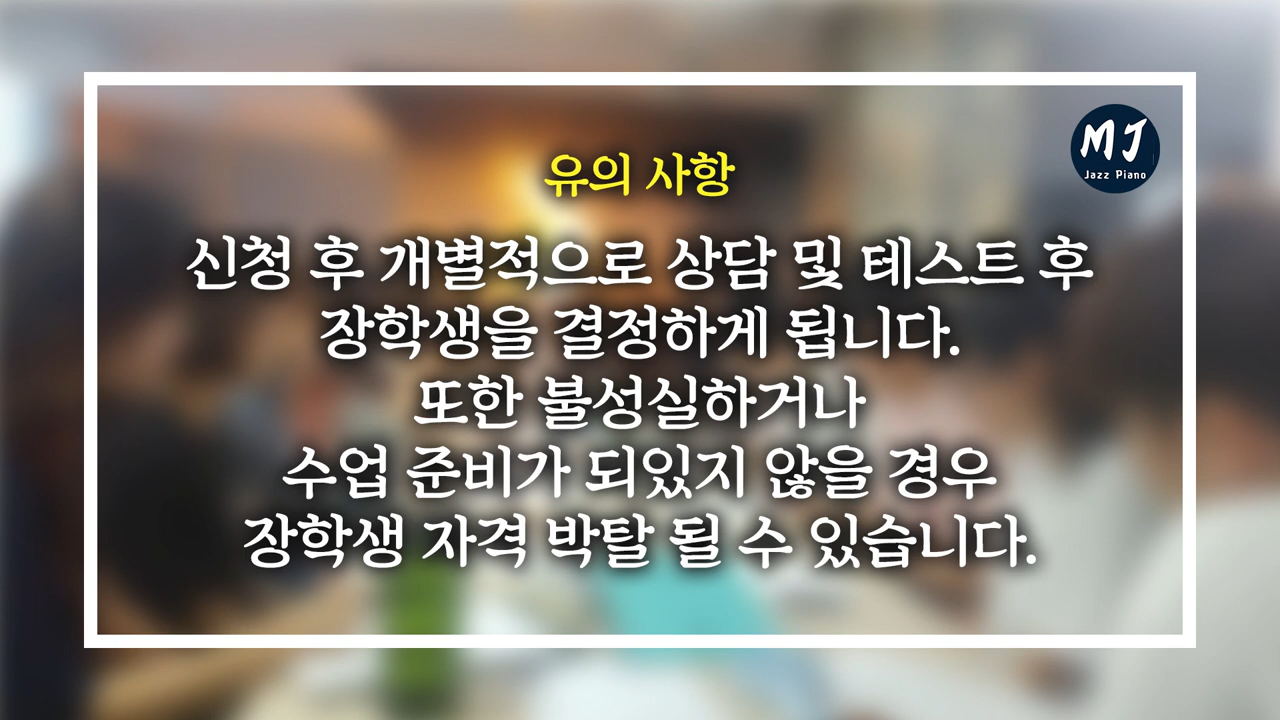 MJ
Jazz Piano
유의 사항
신청 후 개별적으로 상담 및 테스트 후
장학생을 결정하게 됩니다.
또한 불성실하거나
수업 준비가 되있지 않을 경우
장학생 자격 박탈 될 수 있습니다.